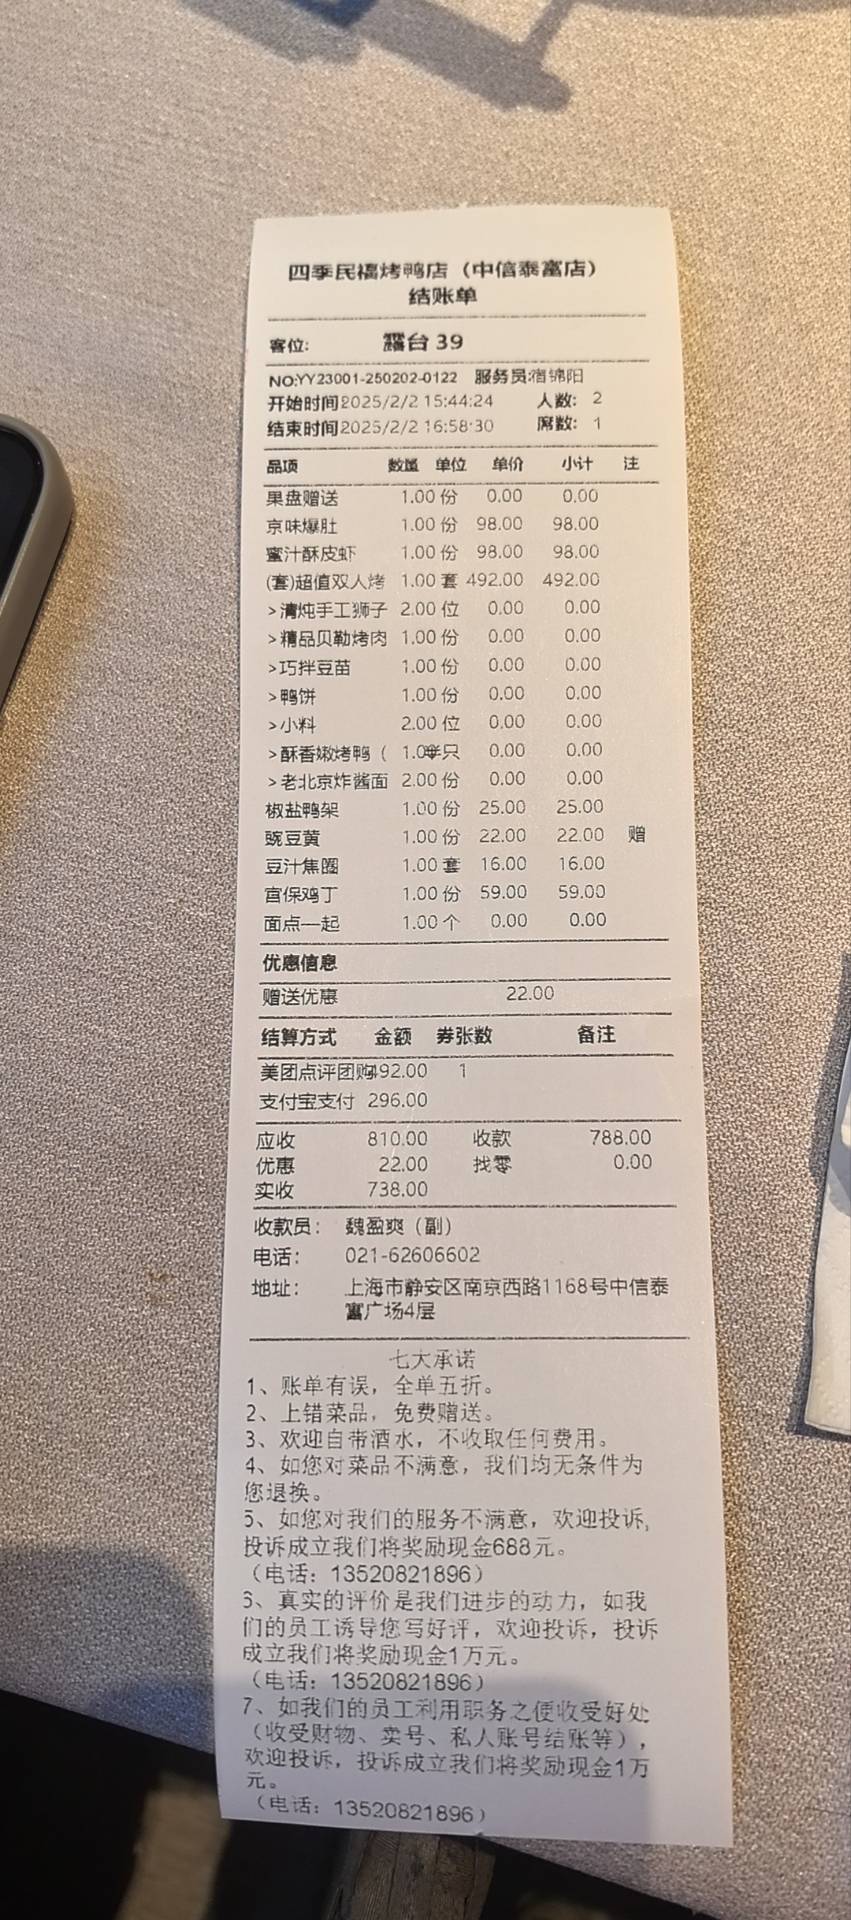 四季民福烤鸭店（中信泰富店）
结账单
客位： 露台 39
NO:YY23001-250202-0122 服务员:宿锦阳
开始时间2025/2/2 15:44:24 人数： 2
结束时间2025/2/2 16:58:30 席数： 1
品项 数量 单位 单价 小计 注
果盘赠送 1.00 份 0.00 0.00
京味爆肚 1.00 份 98.00 98.00
蜜汁酥皮虾 1.00 份 98.00 98.00
(套)超值双人烤 1.00 套 492.00 492.00
>清炖手工狮子 2.00 位 0.00 0.00
>精品贝勒烤肉 1.00 份 0.00 0.00
>巧拌豆苗 1.00 份 0.00 0.00
>鸭饼 1.00 份 0.00 0.00
>小料 2.00 位 0.00 0.00
>酥香嫩烤鸭（ 1.00半只 0.00 0.00
>老北京炸酱面 2.00 份 0.00 0.00
椒盐鸭架 1.00 份 25.00 25.00
豌豆黄 1.00 份 22.00 22.00 赠
豆汁焦圈 1.00 套 16.00 16.00
宫保鸡丁 1.00 份 59.00 59.00
面点一起 1.00 个 0.00 0.00
优惠信息
赠送优惠 22.00
结算方式 金额 券张数 备注
美团点评团购492.00 1
支付宝支付 296.00
应收 810.00 收款 788.00
优惠 22.00 找零 0.00
实收 738.00
收款员： 魏盈爽（副）
电话： 021-62606602
地址： 上海市静安区南京西路1168号中信泰
富广场4层
七大承诺
1、账单有误，全单五折。
2、上错菜品，免费赠送。
3、欢迎自带酒水，不收取任何费用。
4、如您对菜品不满意，我们均无条件为
您退换。
5、如您对我们的服务不满意，欢迎投诉,
投诉成立我们将奖励现金688元。
（电话：13520821896）
6、真实的评价是我们进步的动力，如我
们的员工诱导您写好评，欢迎投诉，投诉
成立我们将奖励现金1万元。
（电话：13520821896）
7、如我们的员工利用职务之便收受好处
（收受财物、卖号、私人账号结账等），
欢迎投诉，投诉成立我们将奖励现金1万
元。
（电话：13520821896）